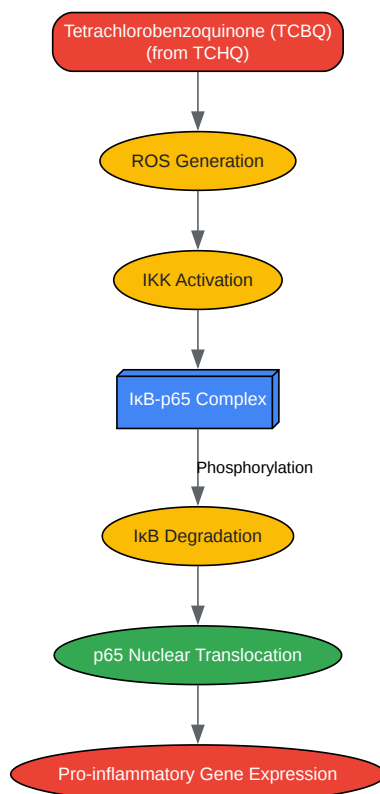 Tetrachlorobenzoquinone (TCBQ)
(from TCHQ)
ROS Generation
IKK Activation
IκB-p65 Complex
Phosphorylation
IκB Degradation
p65 Nuclear Translocation
Pro-inflammatory Gene Expression